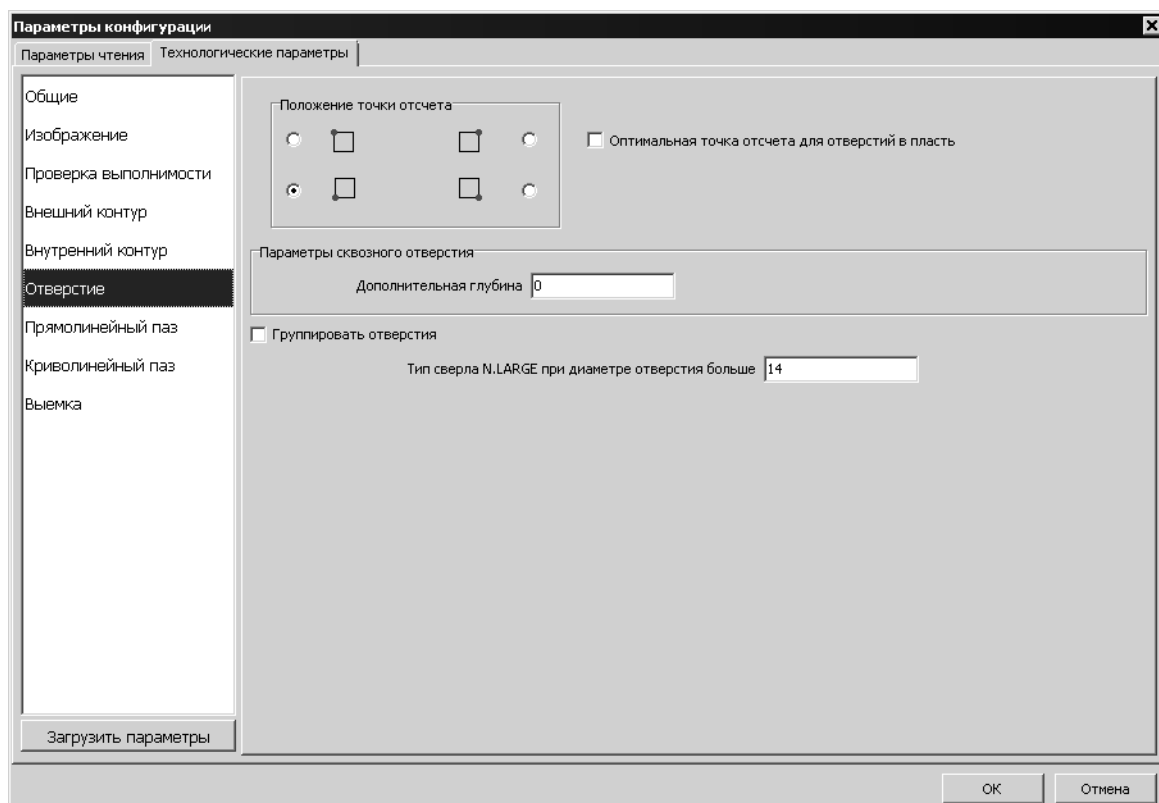 Параметры конфигурации
Параметры чтения
Технологические параметры
Общие
Изображение
Проверка выполнимости
Внешний контур
Внутренний контур
Отверстие
Прямолинейный паз
Криволинейный паз
Выемка
Загрузить параметры
Положение точки отсчета
Оптимальная точка отсчета для отверстий в пласть
Параметры сквозного отверстия
Дополнительная глубина 0
Группировать отверстия
Тип сверла N.LARGE при диаметре отверстия больше 14
ОК
Отмена